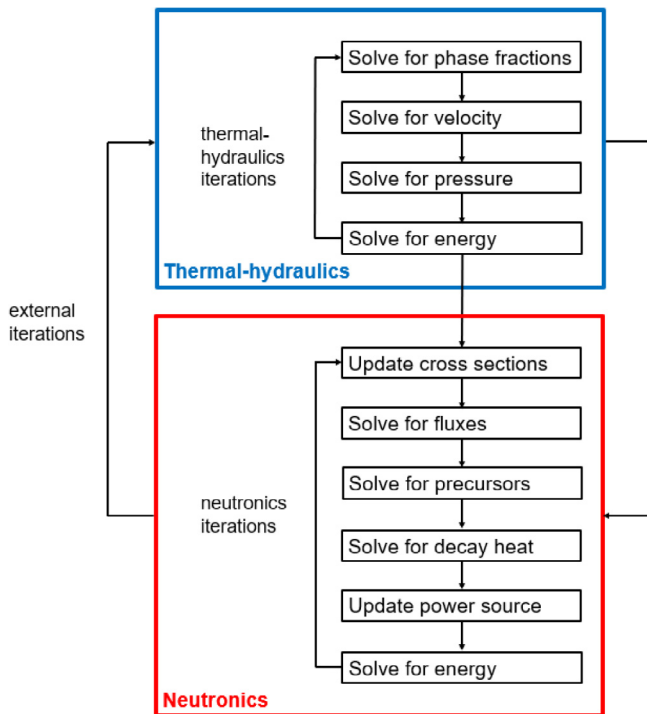 Solve for phase fractions
Solve for velocity
thermal-
hydraulics
iterations
Solve for pressure
Solve for energy
Thermal-hydraulics
external
iterations
Update cross sections
Solve for fluxes
neutronics
iterations
Solve for precursors
Solve for decay heat
Update power source
Solve for energy
Neutronics